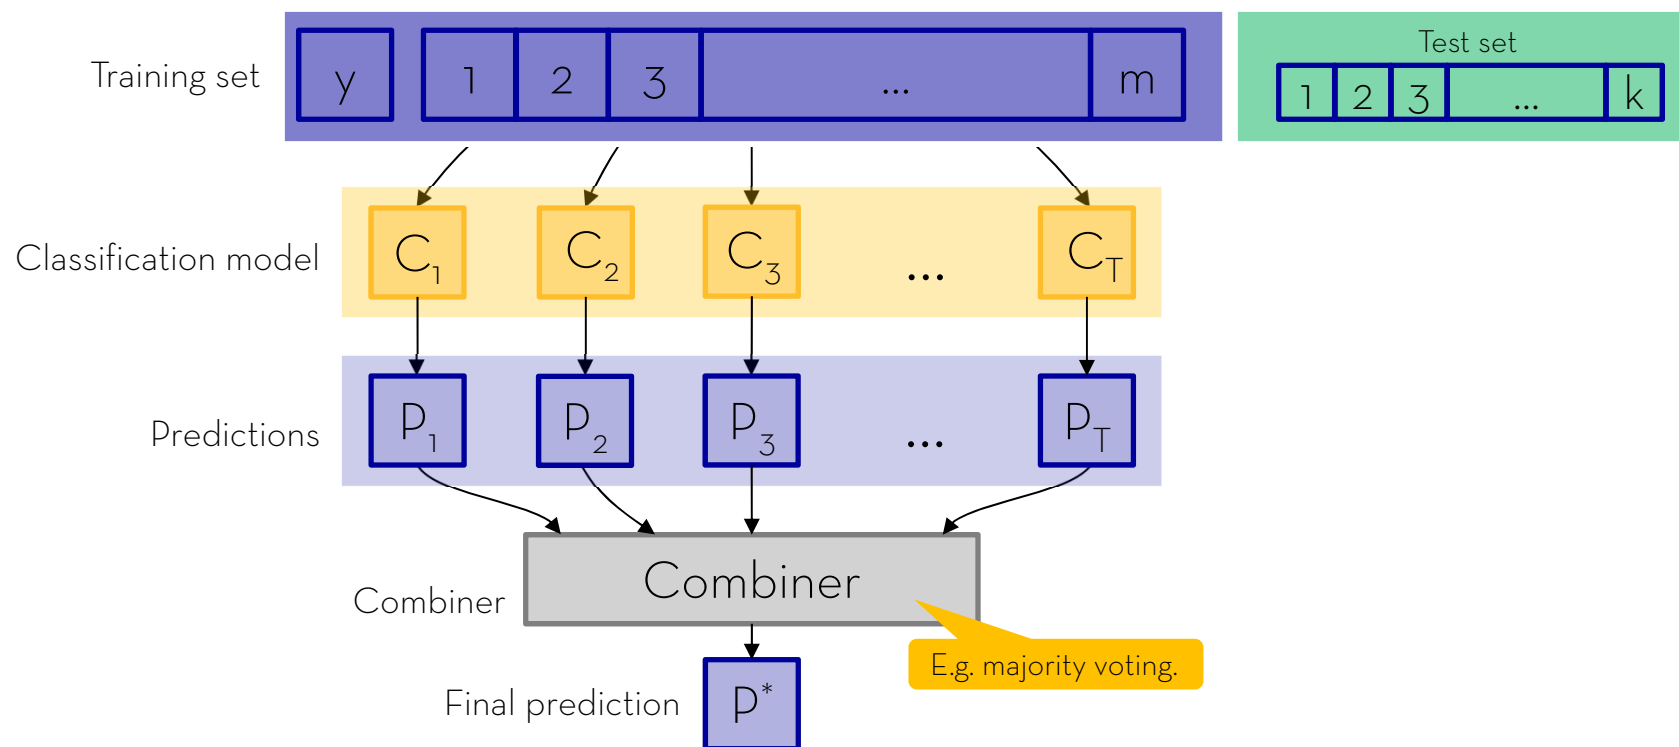 Training set
y 1 2 3 ... m
Test set
1 2 3 ... k
Classification model
C1 C2 C3 ... CT
Predictions
P1 P2 P3 ... PT
Combiner
Combiner
E.g. majority voting.
Final prediction
P*